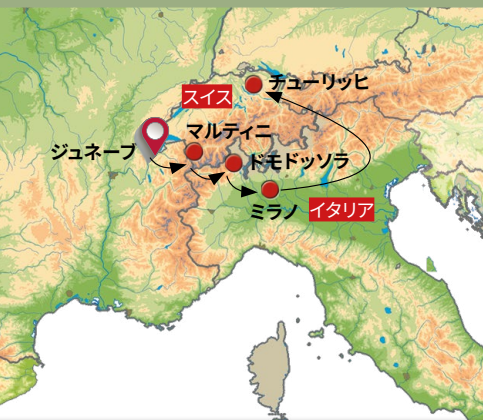 チューリッヒ
スイス
マルティニ
ジュネーブ
ドモドッソラ
ミラノ
イタリア